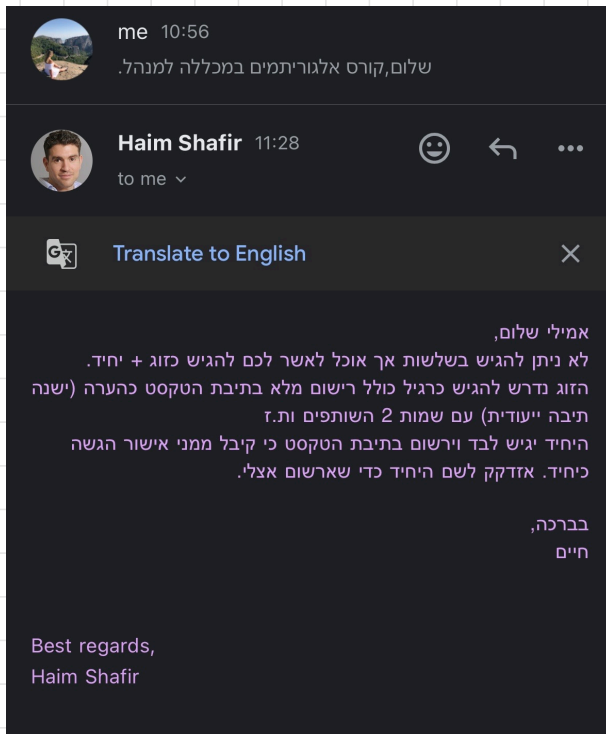 me 10:56
שלום,קורס אלגוריתמים במכללה למנהל.
Haim Shafir 11:28
to me
Translate to English
אמילי שלום,
לא ניתן להגיש בשלשות אך אוכל לאשר לכם להגיש כזוג + יחיד.
הזוג נדרש להגיש כרגיל כולל רישום מלא בתיבת הטקסט כהערה (ישנה
תיבה ייעודית) עם שמות 2 השותפים ות.ז
היחיד יגיש לבד וירשום בתיבת הטקסט כי קיבל ממני אישור הגשה
כיחיד. אזדקק לשם היחיד כדי שארשום אצלי.
בברכה,
חיים
Best regards,
Haim Shafir